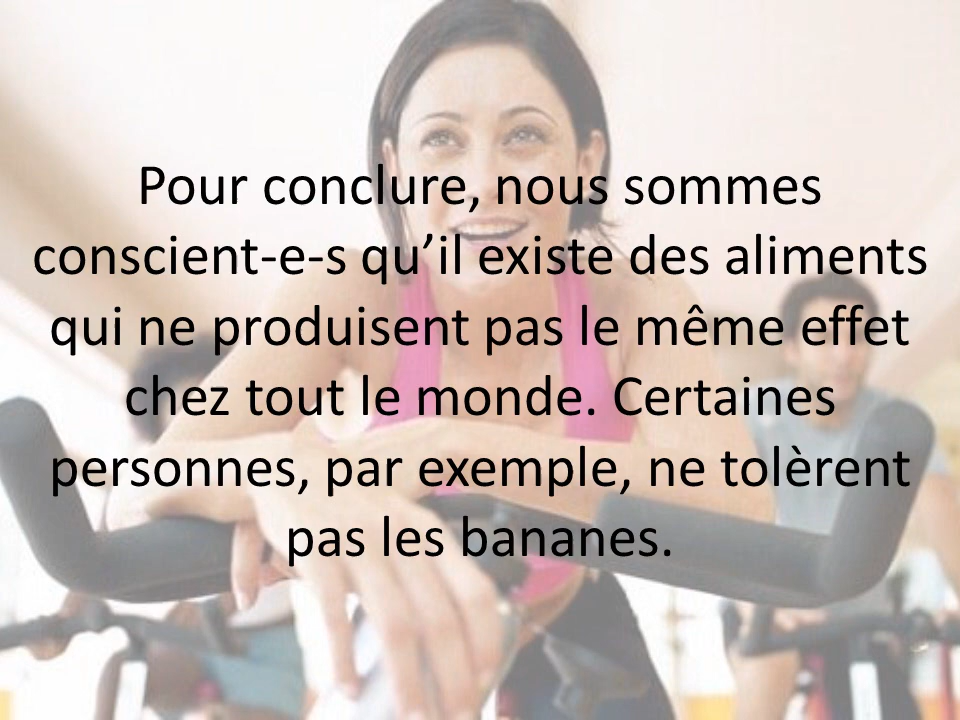 Pour conclure, nous sommes
conscient-e-s qu’il existe des aliments
qui ne produisent pas le même effet
chez tout le monde. Certaines
personnes, par exemple, ne tolèrent
pas les bananes.